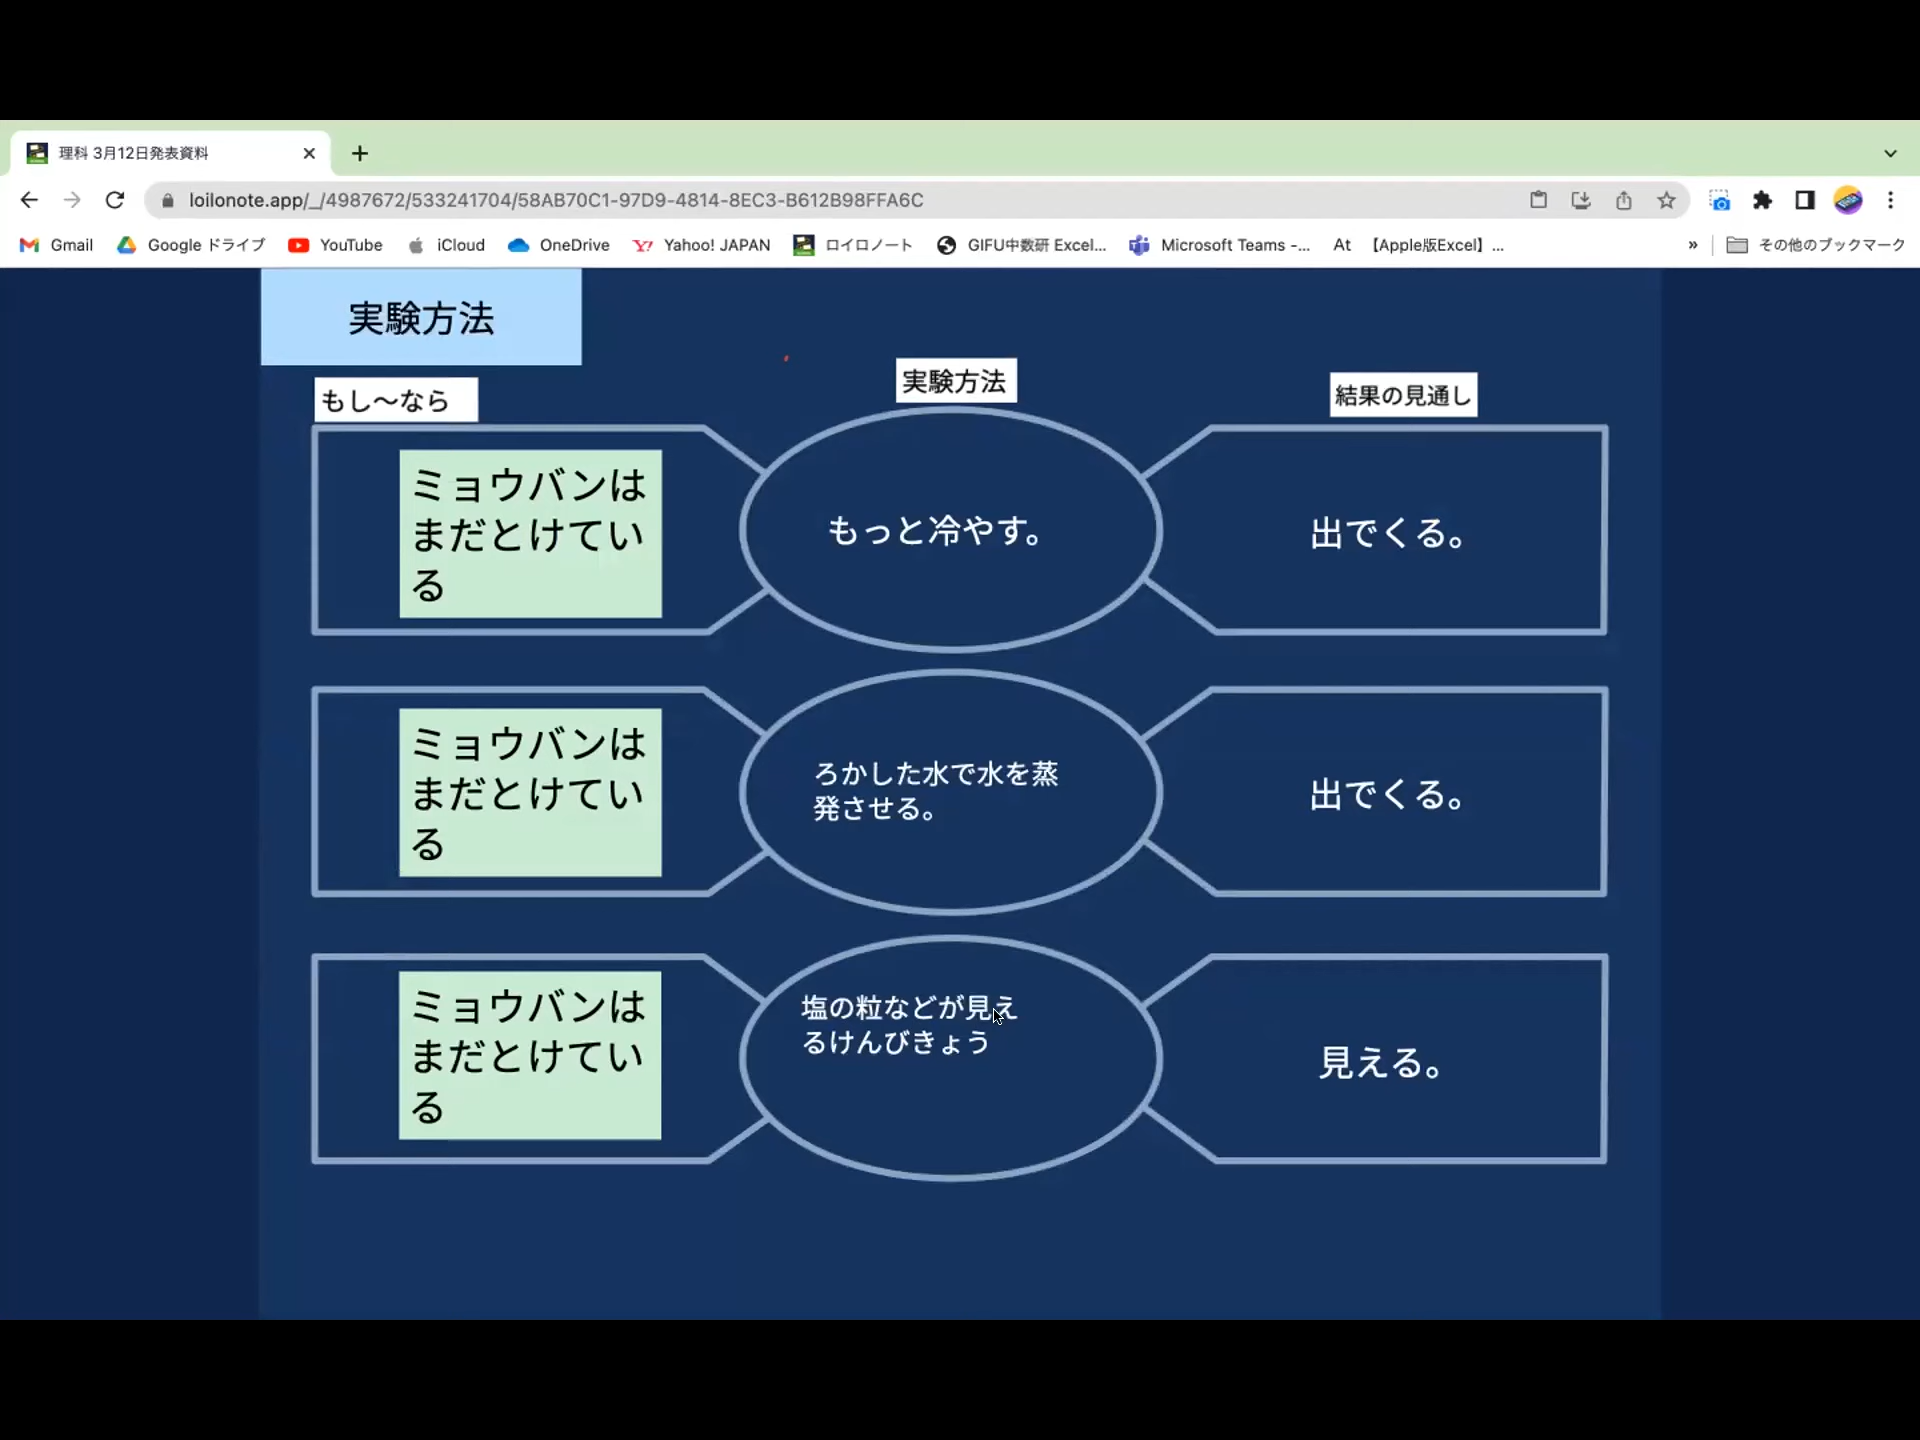 理科 3月12日発表資料
loilonote.app/_/4987672/533241704/58AB70C1-97D9-4814-8EC3-B612B98FFA6C
Gmail
Google ドライブ
YouTube
iCloud
OneDrive
Yahoo! JAPAN
ロイロノート
GIFU中数研 Excel...
Microsoft Teams -...
At 【Apple版Excel】...
»
その他のブックマーク
実験方法
もし〜なら
実験方法
結果の見通し
ミョウバンは
まだとけてい
る
もっと冷やす。
出でくる。
ミョウバンは
まだとけてい
る
ろかした水で水を蒸
発させる。
出でくる。
ミョウバンは
まだとけてい
る
塩の粒などが見え
るけんびきょう
見える。